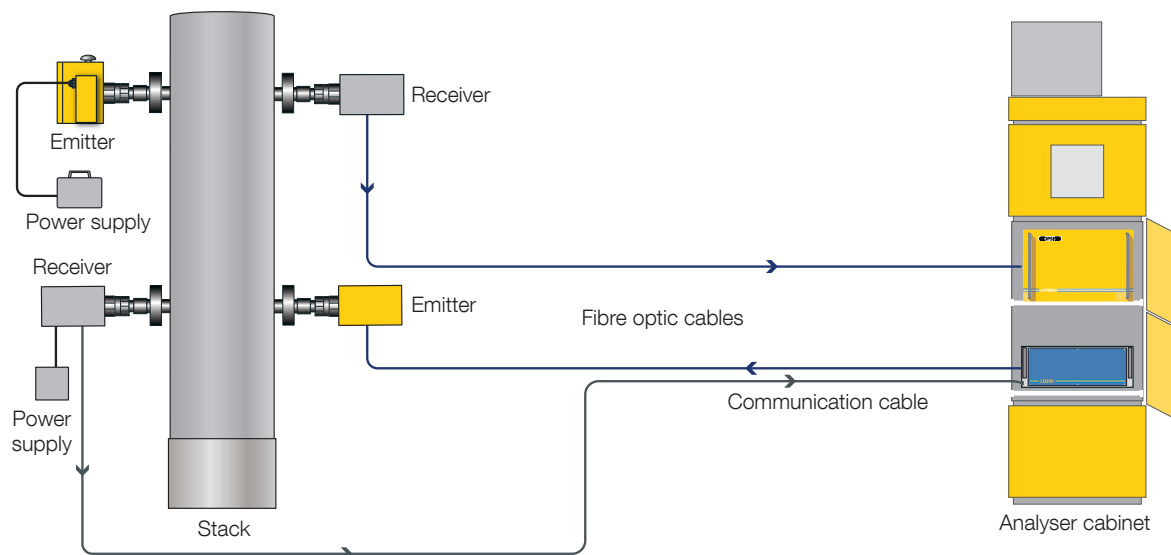 Receiver
Emitter
Power supply
Receiver
Emitter
Fibre optic cables
Communication cable
Power
supply
Stack
Analyser cabinet